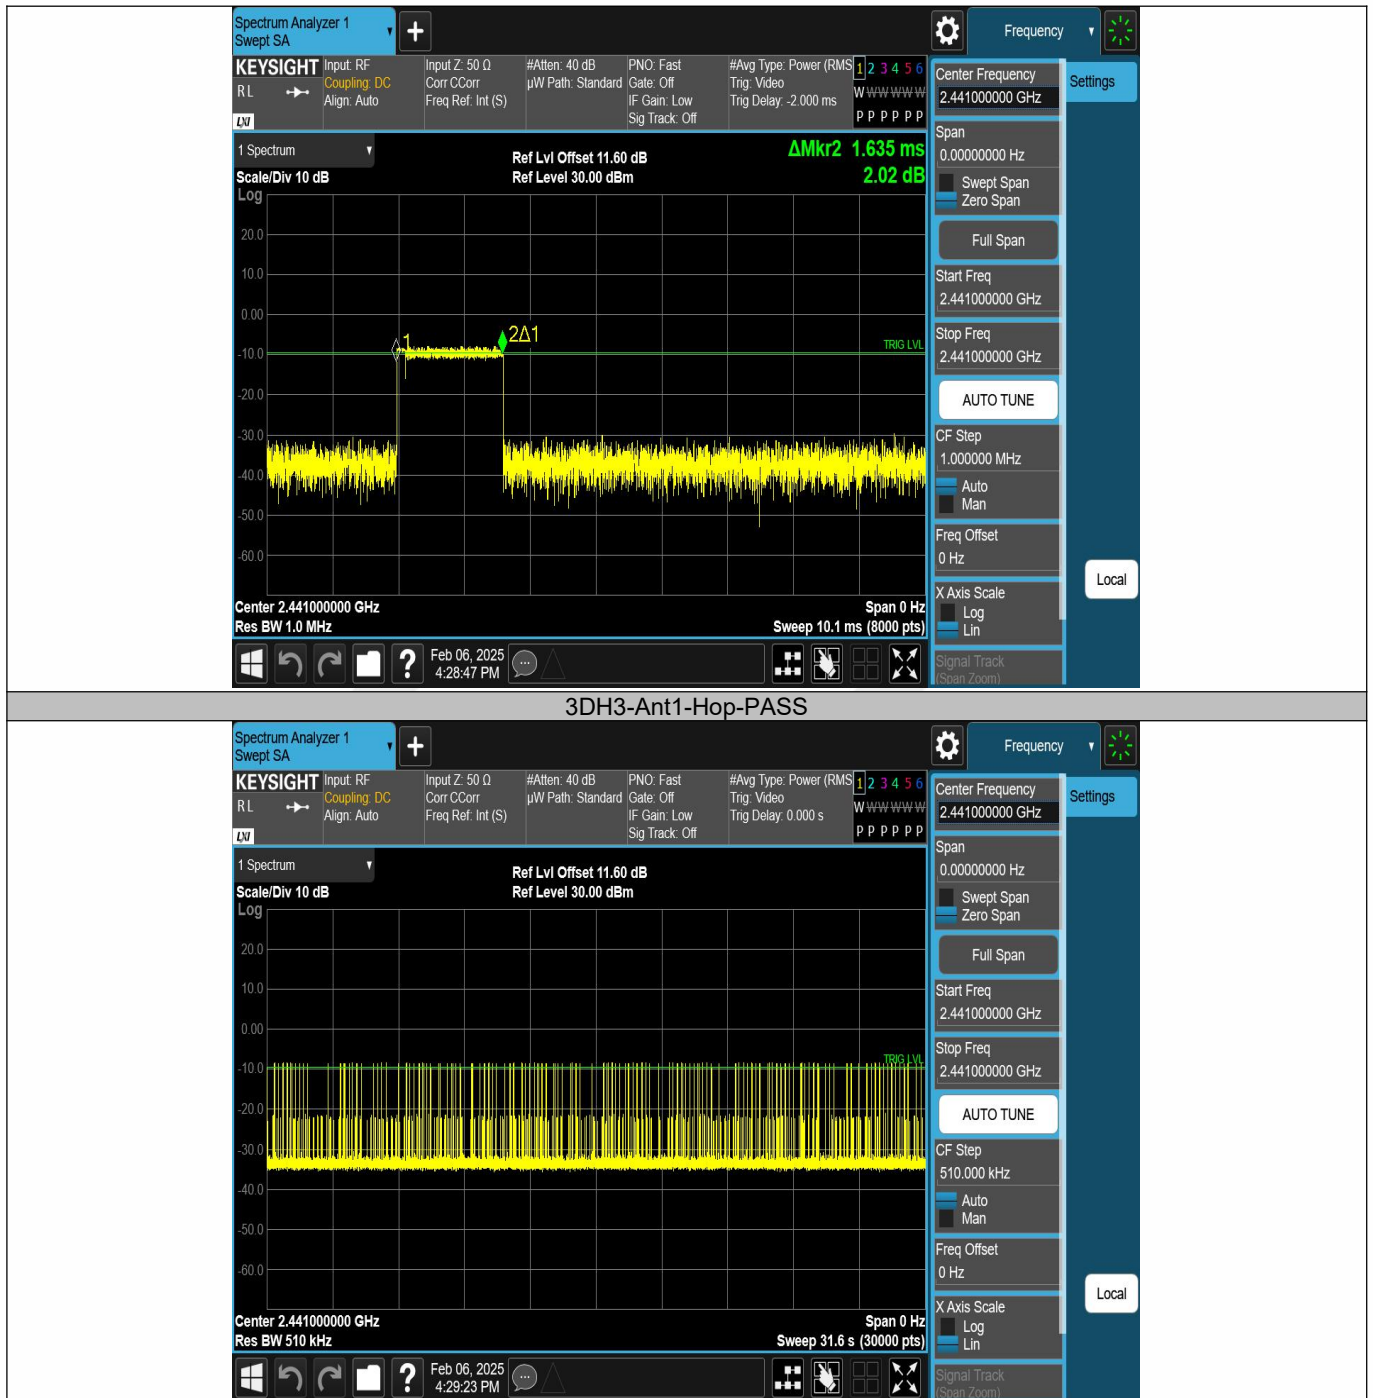 Spectrum Analyzer 1
Swept SA
Frequency
KEYSIGHT
RL
LXI
Input: RF
Coupling: DC
Align: Auto
Input Z: 50 Ω
Corr CCorr
Freq Ref: Int (S)
#Atten: 40 dB
µW Path: Standard
PNO: Fast
Gate: Off
IF Gain: Low
Sig Track: Off
#Avg Type: Power (RMS
Trig: Video
Trig Delay: -2.000 ms
1 2 3 4 5 6
W W W W W W
P P P P P P
1 Spectrum
Scale/Div 10 dB
Log
Ref Lvl Offset 11.60 dB
Ref Level 30.00 dBm
ΔMkr2 1.635 ms
2.02 dB
20.0
10.0
0.00
-10.0
-20.0
-30.0
-40.0
-50.0
-60.0
1
2Δ1
TRIG LVL
Center 2.441000000 GHz
Res BW 1.0 MHz
Span 0 Hz
Sweep 10.1 ms (8000 pts)
Feb 06, 2025
4:28:47 PM
Center Frequency
2.441000000 GHz
Settings
Span
0.00000000 Hz
Swept Span
Zero Span
Full Span
Start Freq
2.441000000 GHz
Stop Freq
2.441000000 GHz
AUTO TUNE
CF Step
1.000000 MHz
Auto
Man
Freq Offset
0 Hz
X Axis Scale
Log
Lin
Local
Signal Track
(Span Zoom)
3DH3-Ant1-Hop-PASS
Spectrum Analyzer 1
Swept SA
Frequency
KEYSIGHT
RL
LXI
Input: RF
Coupling: DC
Align: Auto
Input Z: 50 Ω
Corr CCorr
Freq Ref: Int (S)
#Atten: 40 dB
µW Path: Standard
PNO: Fast
Gate: Off
IF Gain: Low
Sig Track: Off
#Avg Type: Power (RMS
Trig: Video
Trig Delay: 0.000 s
1 2 3 4 5 6
W W W W W W
P P P P P P
1 Spectrum
Scale/Div 10 dB
Log
Ref Lvl Offset 11.60 dB
Ref Level 30.00 dBm
20.0
10.0
0.00
-10.0
-20.0
-30.0
-40.0
-50.0
-60.0
TRIG LVL
Center 2.441000000 GHz
Res BW 510 kHz
Span 0 Hz
Sweep 31.6 s (30000 pts)
Feb 06, 2025
4:29:23 PM
Center Frequency
2.441000000 GHz
Settings
Span
0.00000000 Hz
Swept Span
Zero Span
Full Span
Start Freq
2.441000000 GHz
Stop Freq
2.441000000 GHz
AUTO TUNE
CF Step
510.000 kHz
Auto
Man
Freq Offset
0 Hz
X Axis Scale
Log
Lin
Local
Signal Track
(Span Zoom)